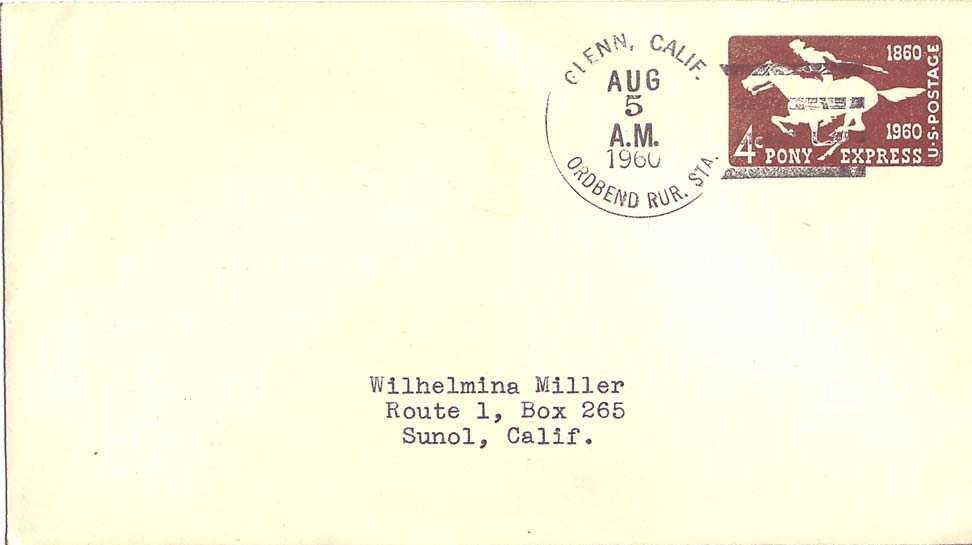 GLENN, CALIF.
AUG
5
A.M.
1960
ORDBEND RUR. STA.
1860
1960
U.S. POSTAGE
4c PONY EXPRESS
Wilhelmina Miller
Route 1, Box 265
Sunol, Calif.